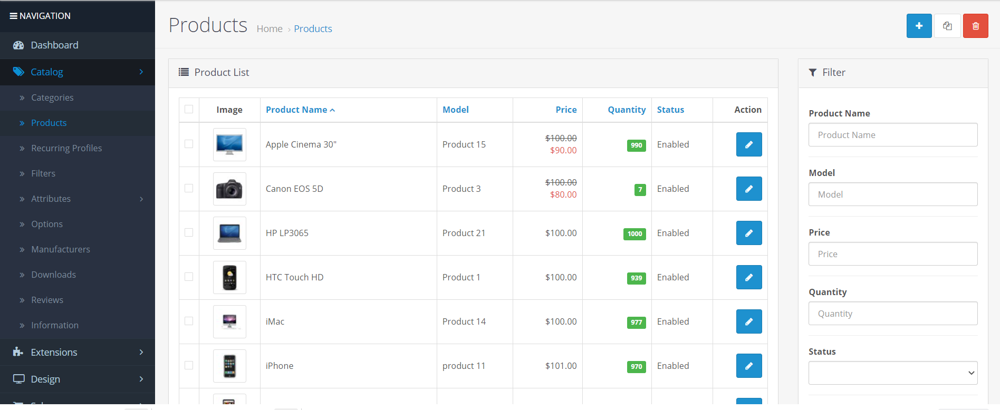 NAVIGATION
Dashboard
Catalog
Categories
Products
Recurring Profiles
Filters
Attributes
Options
Manufacturers
Downloads
Reviews
Information
Extensions
Design
Products Home › Products
Product List
Image Product Name Model Price Quantity Status Action
Apple Cinema 30" Product 15 $100.00 $90.00 990 Enabled
Canon EOS 5D Product 3 $100.00 $80.00 7 Enabled
HP LP3065 Product 21 $100.00 1000 Enabled
HTC Touch HD Product 1 $100.00 939 Enabled
iMac Product 14 $100.00 977 Enabled
iPhone product 11 $101.00 970 Enabled
Filter
Product Name
Product Name
Model
Model
Price
Price
Quantity
Quantity
Status